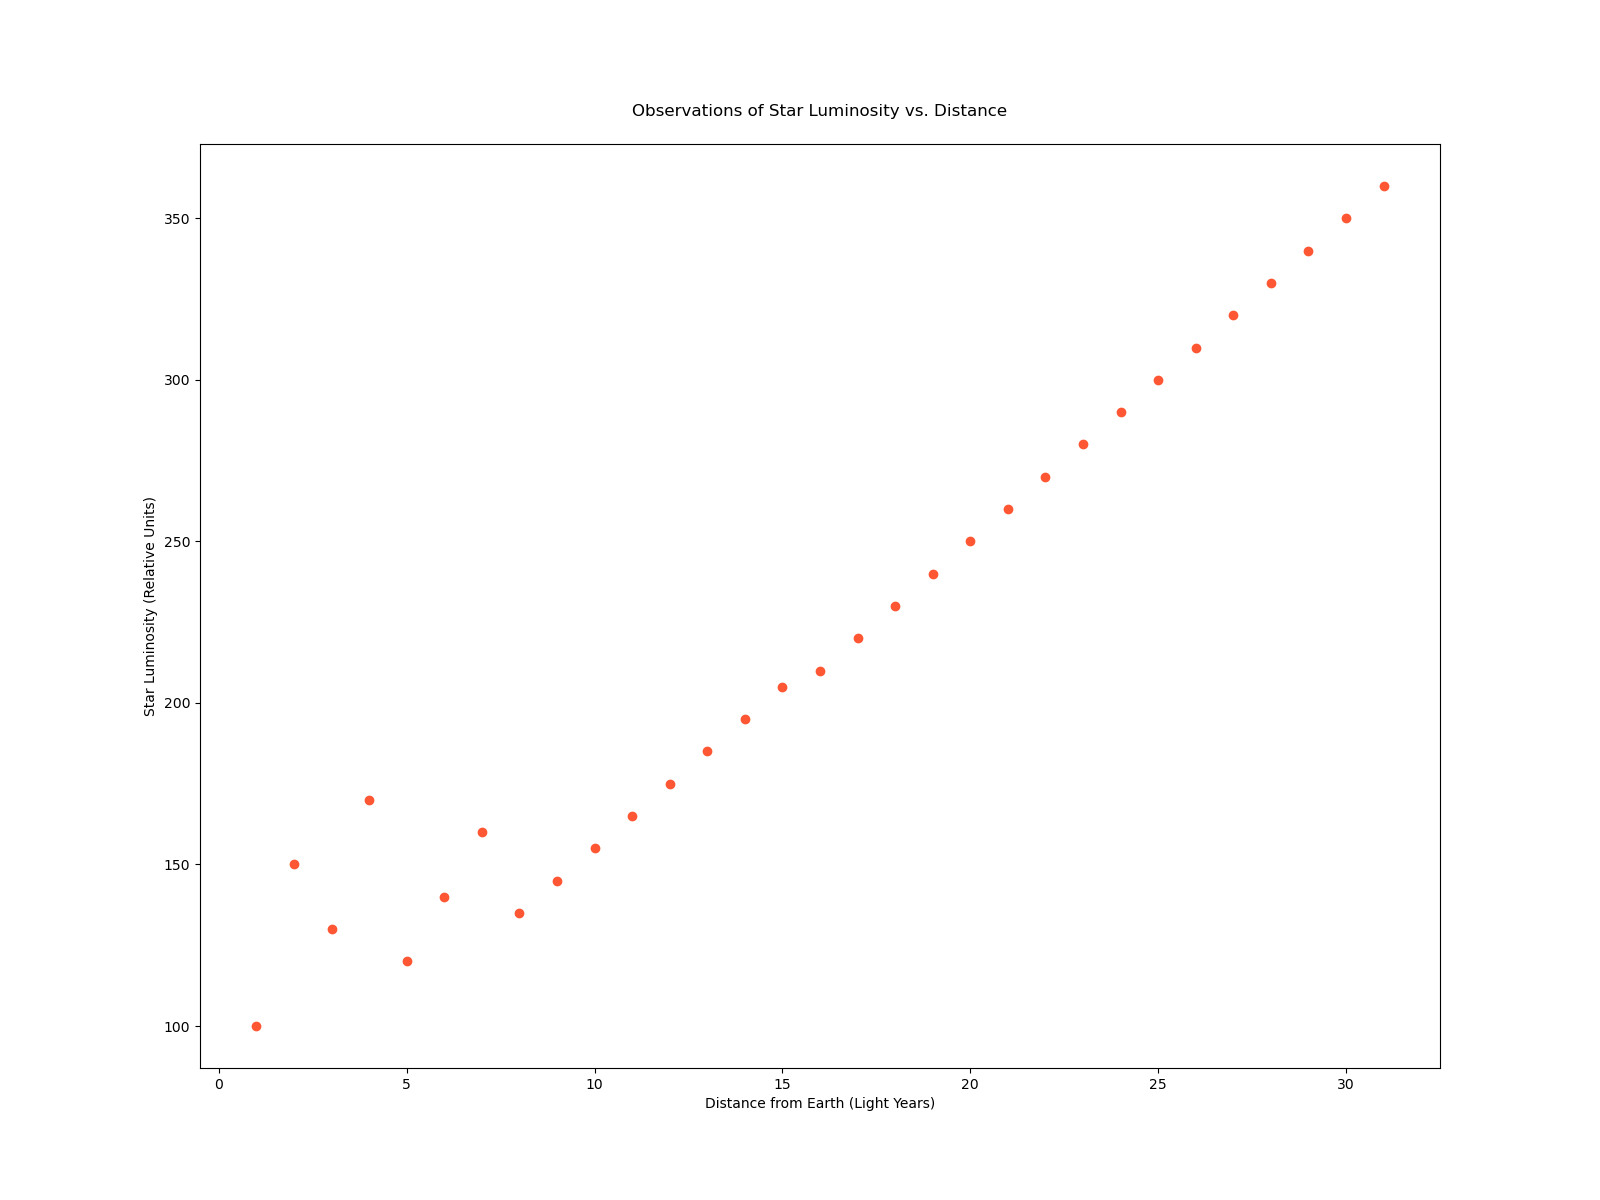 Observations of Star Luminosity vs. Distance
Star Luminosity (Relative Units)
350
300
250
200
150
100
0 5 10 15 20 25 30
Distance from Earth (Light Years)